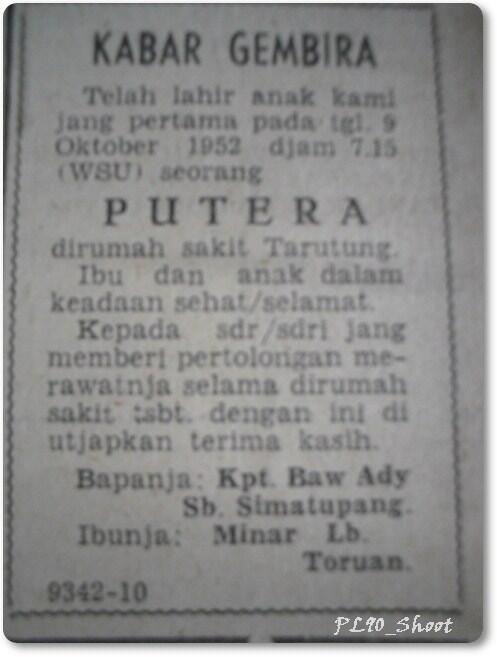 KABAR GEMBIRA
Telah lahir anak kami
jang pertama pada tgl. 9
Oktober 1952 djam 7.15
(WSU) seorang
PUTERA
dirumah sakit Tarutung.
Ibu dan anak dalam
keadaan sehat/selamat.
Kepada sdr/sdri jang
memberi pertolongan me-
rawatnja selama dirumah
sakit tsbt. dengan ini di
utjapkan terima kasih.
Bapanja: Kpt. Baw Ady
Sb. Simatupang.
Ibunja: Minar Lb.
Toruan.
9342-10
PL90_Shoot